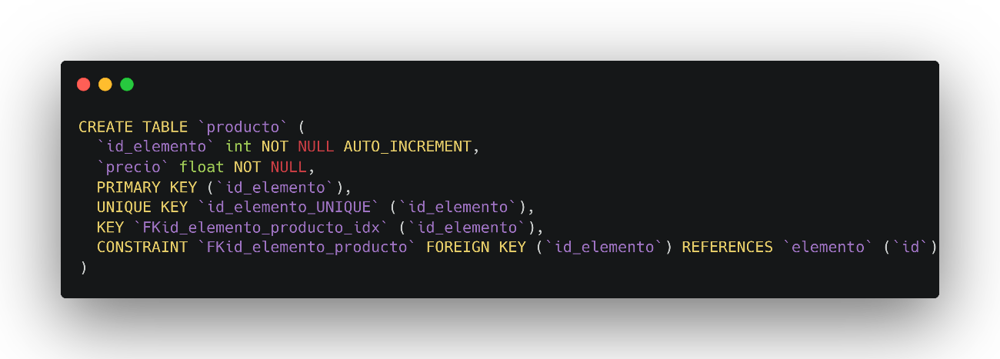 CREATE TABLE `producto` (
  `id_elemento` int NOT NULL AUTO_INCREMENT,
  `precio` float NOT NULL,
  PRIMARY KEY (`id_elemento`),
  UNIQUE KEY `id_elemento_UNIQUE` (`id_elemento`),
  KEY `FKid_elemento_producto_idx` (`id_elemento`),
  CONSTRAINT `FKid_elemento_producto` FOREIGN KEY (`id_elemento`) REFERENCES `elemento` (`id`)
)